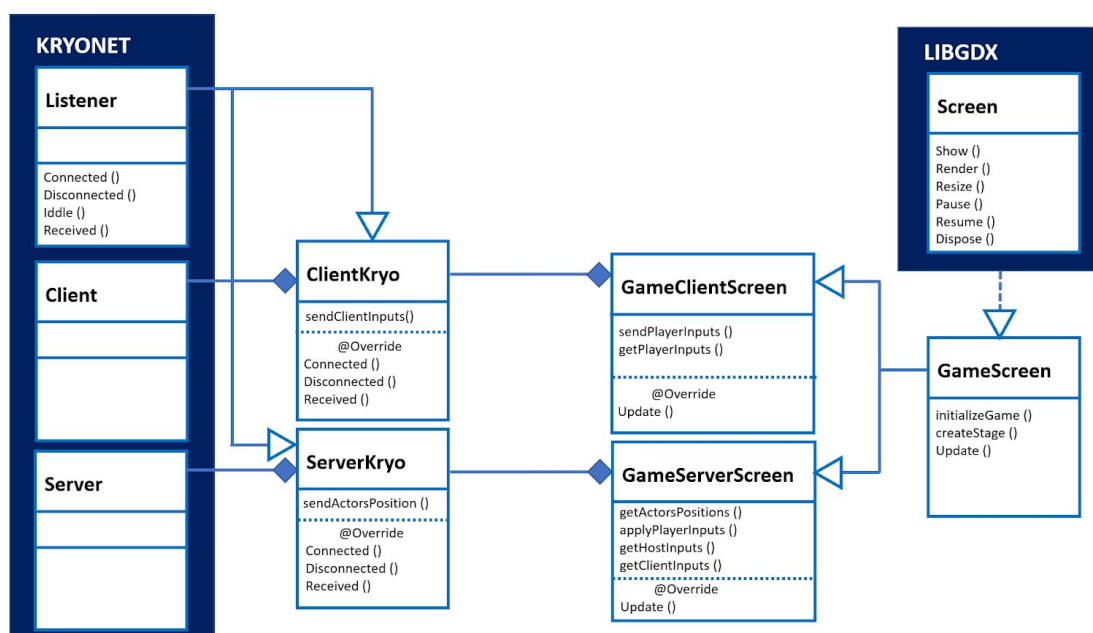 KRYONET
Listener
Connected ()
Disconnected ()
Iddle ()
Received ()
Client
Server
ClientKryo
sendClientInputs()
@Override
Connected ()
Disconnected ()
Received ()
ServerKryo
sendActorsPosition ()
@Override
Connected ()
Disconnected ()
Received ()
GameClientScreen
sendPlayerInputs ()
getPlayerInputs ()
@Override
Update ()
GameServerScreen
getActorsPositions ()
applyPlayerInputs ()
getHostInputs ()
getClientInputs ()
@Override
Update ()
LIBGDX
Screen
Show ()
Render ()
Resize ()
Pause ()
Resume ()
Dispose ()
GameScreen
initializeGame ()
createStage ()
Update ()